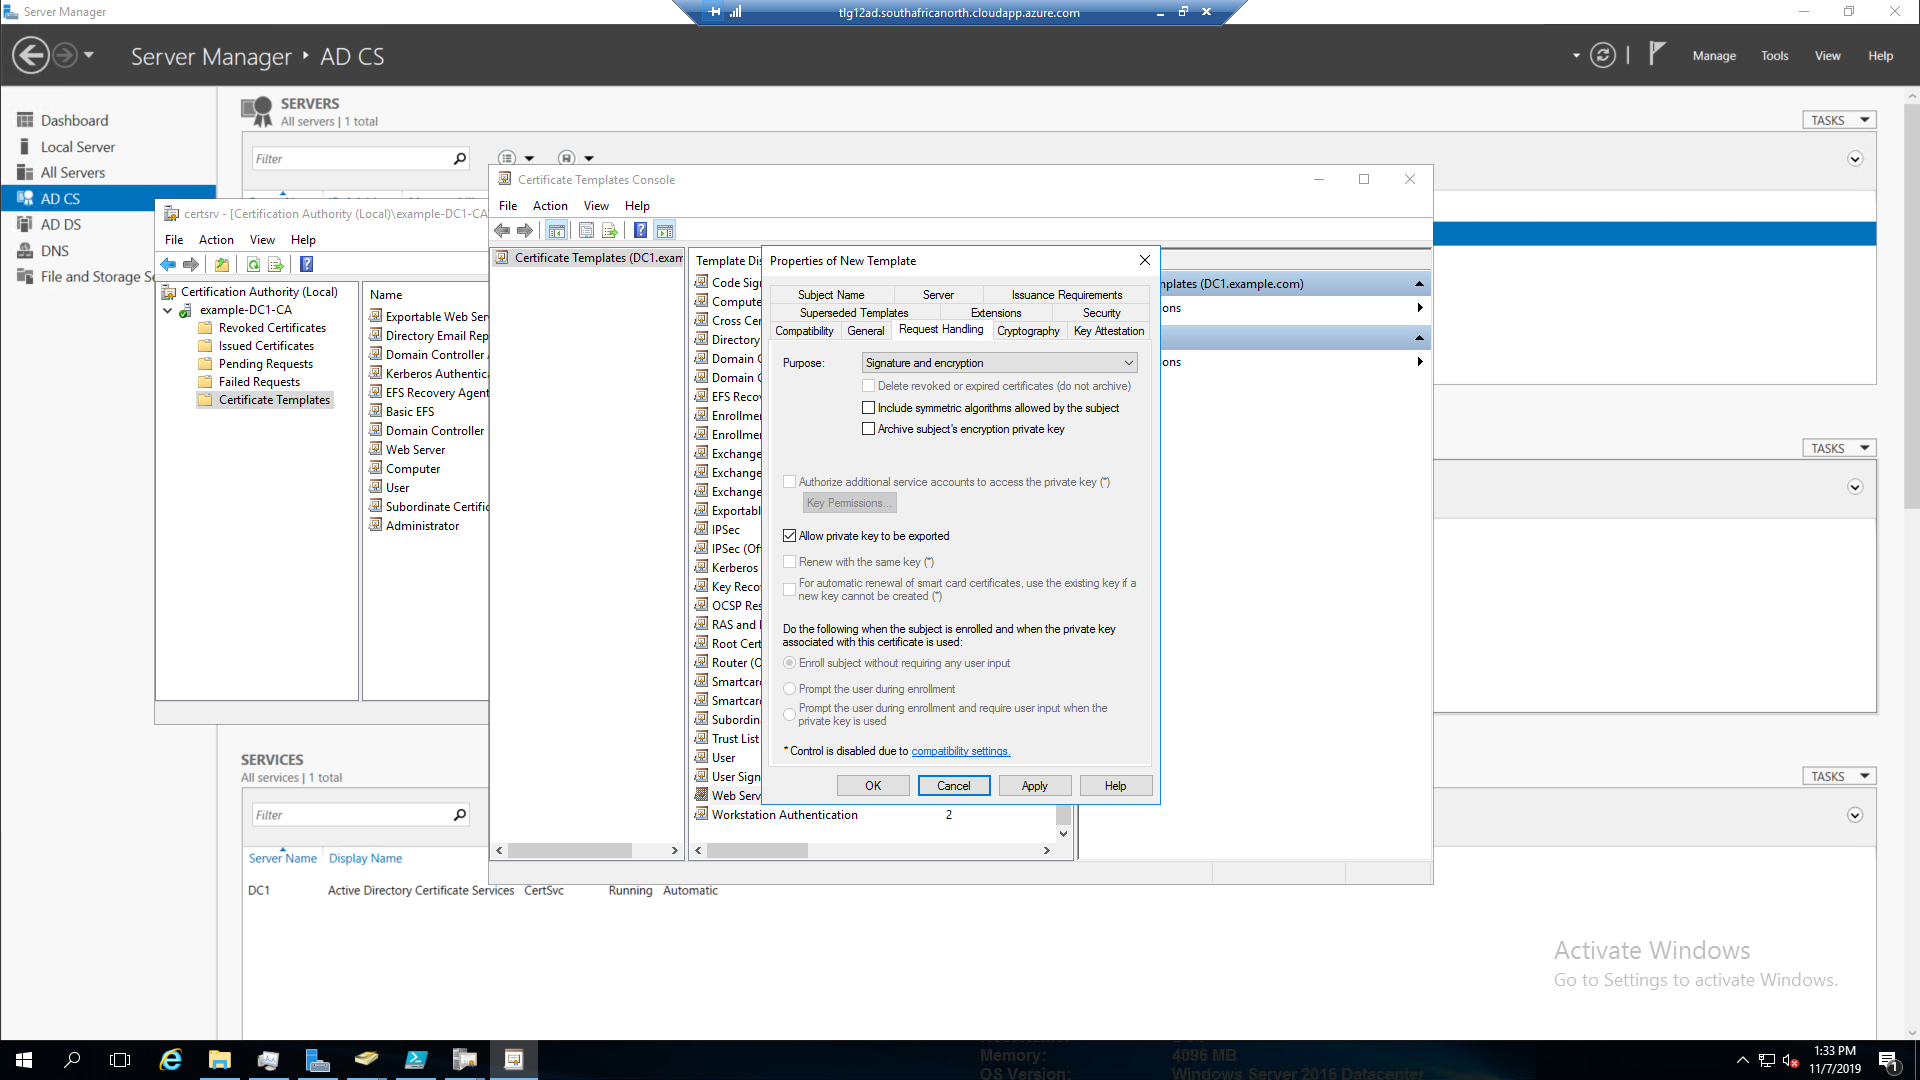 Server Manager
tlg12ad.southafricanorth.cloudapp.azure.com
Server Manager ‣ AD CS
Manage
Tools
View
Help
Dashboard
Local Server
All Servers
AD CS
AD DS
DNS
File and Storage Se
SERVERS
All servers | 1 total
TASKS
Filter
certsrv - [Certification Authority (Local)\example-DC1-CA
File
Action
View
Help
Certification Authority (Local)
example-DC1-CA
Revoked Certificates
Issued Certificates
Pending Requests
Failed Requests
Certificate Templates
Name
Exportable Web Ser
Directory Email Rep
Domain Controller
Kerberos Authentica
EFS Recovery Agent
Basic EFS
Domain Controller
Web Server
Computer
User
Subordinate Certific
Administrator
Certificate Templates Console
File
Action
View
Help
Certificate Templates (DC1.exam
Template Dis
Code Sig
Compute
Cross Cer
Directory
Domain C
Domain C
EFS Reco
Enrollme
Enrollme
Exchange
Exchange
Exchange
Exportabl
IPSec
IPSec (Of
Kerberos
Key Reco
OCSP Res
RAS and
Root Cert
Router (O
Smartcar
Smartcar
Subordin
Trust List
User
User Sign
Web Serv
Workstation Authentication 2
mplates (DC1.example.com)
ions
ions
Properties of New Template
Subject Name
Server
Issuance Requirements
Superseded Templates
Extensions
Security
Compatibility
General
Request Handling
Cryptography
Key Attestation
Purpose:
Signature and encryption
Delete revoked or expired certificates (do not archive)
Include symmetric algorithms allowed by the subject
Archive subject's encryption private key
Authorize additional service accounts to access the private key (*)
Key Permissions...
Allow private key to be exported
Renew with the same key (*)
For automatic renewal of smart card certificates, use the existing key if a
new key cannot be created (*)
Do the following when the subject is enrolled and when the private key
associated with this certificate is used:
Enroll subject without requiring any user input
Prompt the user during enrollment
Prompt the user during enrollment and require user input when the
private key is used
* Control is disabled due to compatibility settings.
OK
Cancel
Apply
Help
TASKS
SERVICES
All services | 1 total
TASKS
Filter
Server Name
Display Name
DC1
Active Directory Certificate Services
CertSvc
Running
Automatic
Activate Windows
Go to Settings to activate Windows.
Memory:
4096 MB
OS Version:
Windows Server 2016 Datacenter
1:33 PM
11/7/2019
1